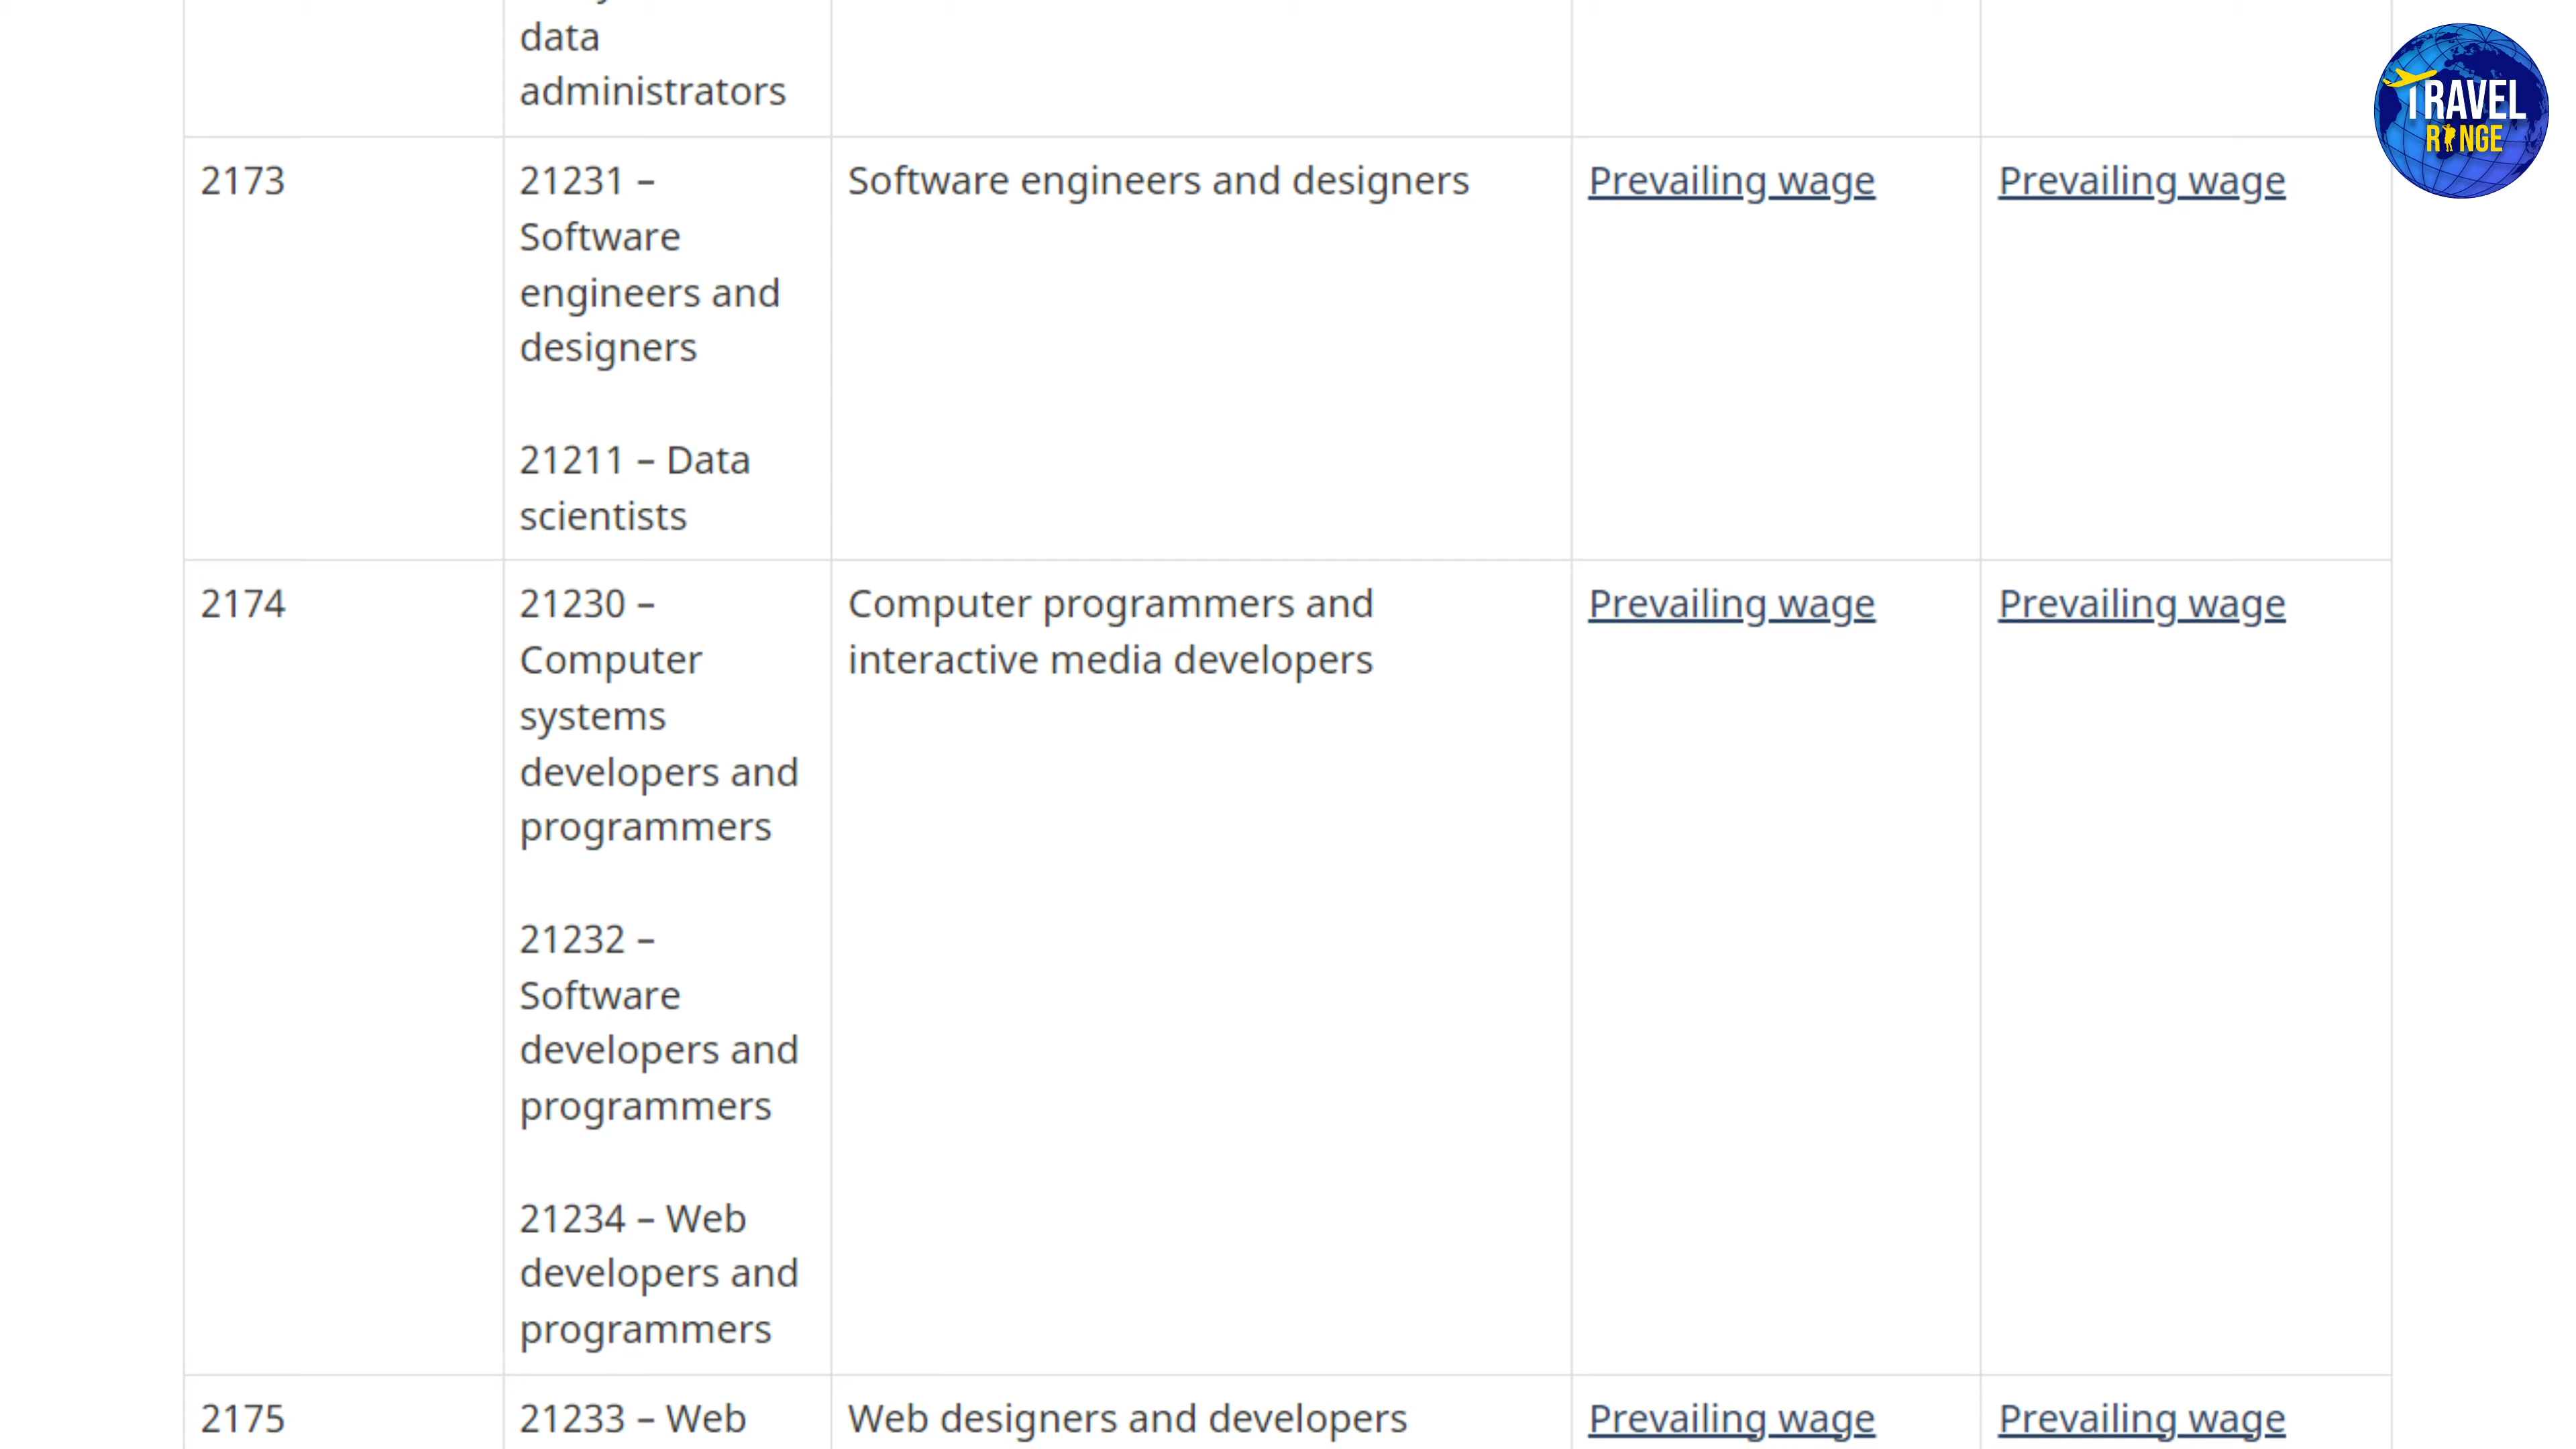 data
administrators
TRAVEL
RANGE
2173
21231 –
Software
engineers and
designers
21211 – Data
scientists
Software engineers and designers
Prevailing wage
Prevailing wage
2174
21230 –
Computer
systems
developers and
programmers
21232 –
Software
developers and
programmers
21234 – Web
developers and
programmers
Computer programmers and
interactive media developers
Prevailing wage
Prevailing wage
2175
21233 – Web
Web designers and developers
Prevailing wage
Prevailing wage